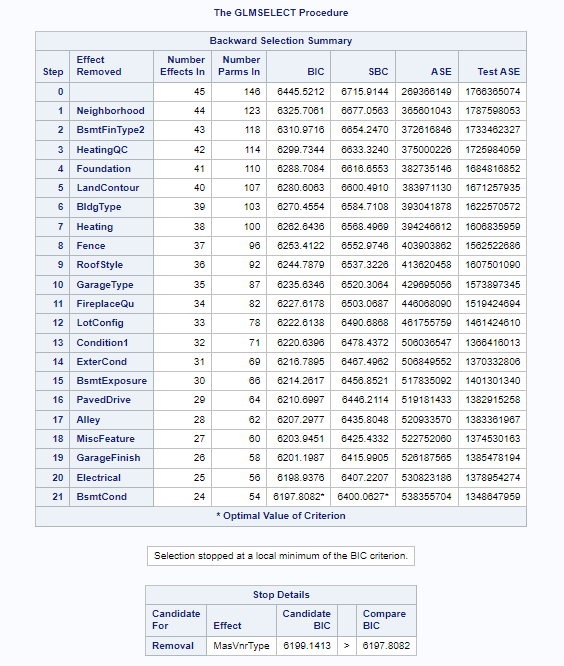 The GLMSELECT Procedure
Backward Selection Summary
Step Effect Removed Number Effects In Number Parms In BIC SBC ASE Test ASE
0 45 146 6445.5212 6715.9144 269366149 1766365074
1 Neighborhood 44 123 6325.7061 6677.0563 365601043 1787598053
2 BsmtFinType2 43 118 6310.9716 6654.2470 372616846 1733462327
3 HeatingQC 42 114 6299.7344 6633.3240 375000226 1725984059
4 Foundation 41 110 6288.7084 6616.6553 382735146 1684816852
5 LandContour 40 107 6280.6063 6600.4910 383971130 1671257935
6 BldgType 39 103 6270.4554 6584.7108 393041878 1622570572
7 Heating 38 100 6262.6436 6568.4969 394246612 1606835959
8 Fence 37 96 6253.4122 6552.9746 403903862 1562522686
9 RoofStyle 36 92 6244.7879 6537.3226 413620458 1607501090
10 GarageType 35 87 6235.6346 6520.3064 429695056 1573897345
11 FireplaceQu 34 82 6227.6178 6503.0687 446068090 1519424694
12 LotConfig 33 78 6222.6138 6490.6868 461755759 1461424610
13 Condition1 32 71 6220.6396 6478.4372 506036547 1366416013
14 ExterCond 31 69 6216.7895 6467.4962 506849552 1370332806
15 BsmtExposure 30 66 6214.2617 6456.8521 517835092 1401301340
16 PavedDrive 29 64 6210.6997 6446.2114 519181433 1382915258
17 Alley 28 62 6207.2977 6435.8048 520933570 1383361967
18 MiscFeature 27 60 6203.9451 6425.4332 522752060 1374530163
19 GarageFinish 26 58 6201.1987 6415.9905 526187565 1385478194
20 Electrical 25 56 6198.9376 6407.2207 530823186 1378954274
21 BsmtCond 24 54 6197.8082* 6400.0627* 538355704 1348647959
* Optimal Value of Criterion
Selection stopped at a local minimum of the BIC criterion.
Stop Details
Candidate For Effect Candidate BIC Compare BIC
Removal MasVnrType 6199.1413 > 6197.8082